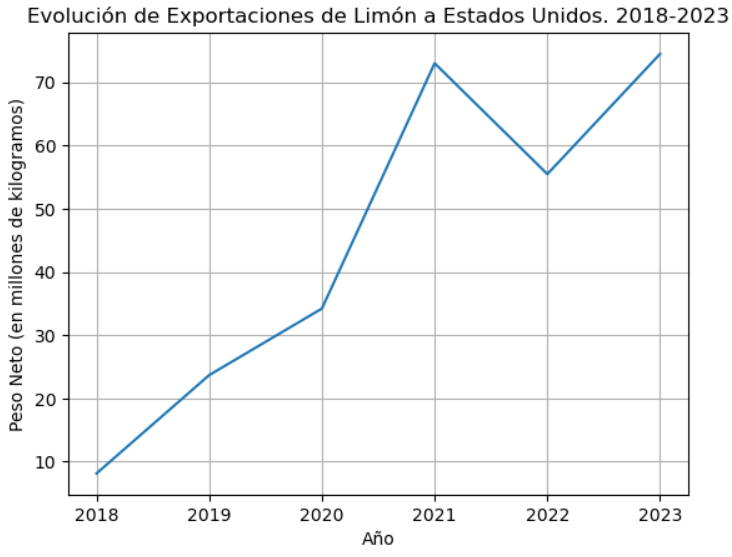 Evolución de Exportaciones de Limón a Estados Unidos. 2018-2023
Peso Neto (en millones de kilogramos)
70
60
50
40
30
20
10
2018 2019 2020 2021 2022 2023
Año